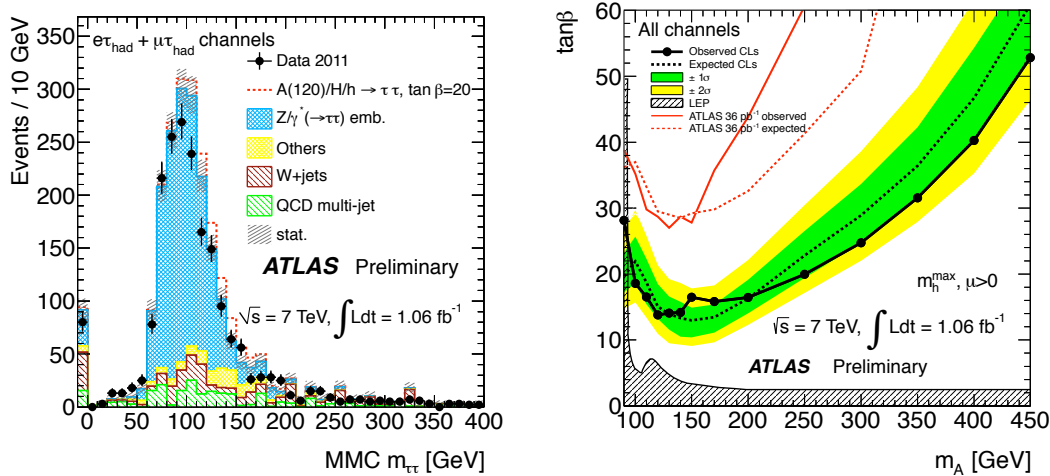 Events / 10 GeV
350
300
250
200
150
100
50
0
eτhad + μτhad channels
Data 2011
A(120)/H/h → ττ, tan β=20
Z/γ*(→ττ) emb.
Others
W+jets
QCD multi-jet
stat.
ATLAS Preliminary
√s = 7 TeV, ∫Ldt = 1.06 fb⁻¹
0 50 100 150 200 250 300 350 400
MMC mττ [GeV]
tanβ
60
50
40
30
20
10
0
All channels
Observed CLs
Expected CLs
± 1σ
± 2σ
LEP
ATLAS 36 pb⁻¹ observed
ATLAS 36 pb⁻¹ expected
mhmax, μ>0
√s = 7 TeV, ∫Ldt = 1.06 fb⁻¹
ATLAS Preliminary
90 150 200 250 300 350 400 450
mA [GeV]